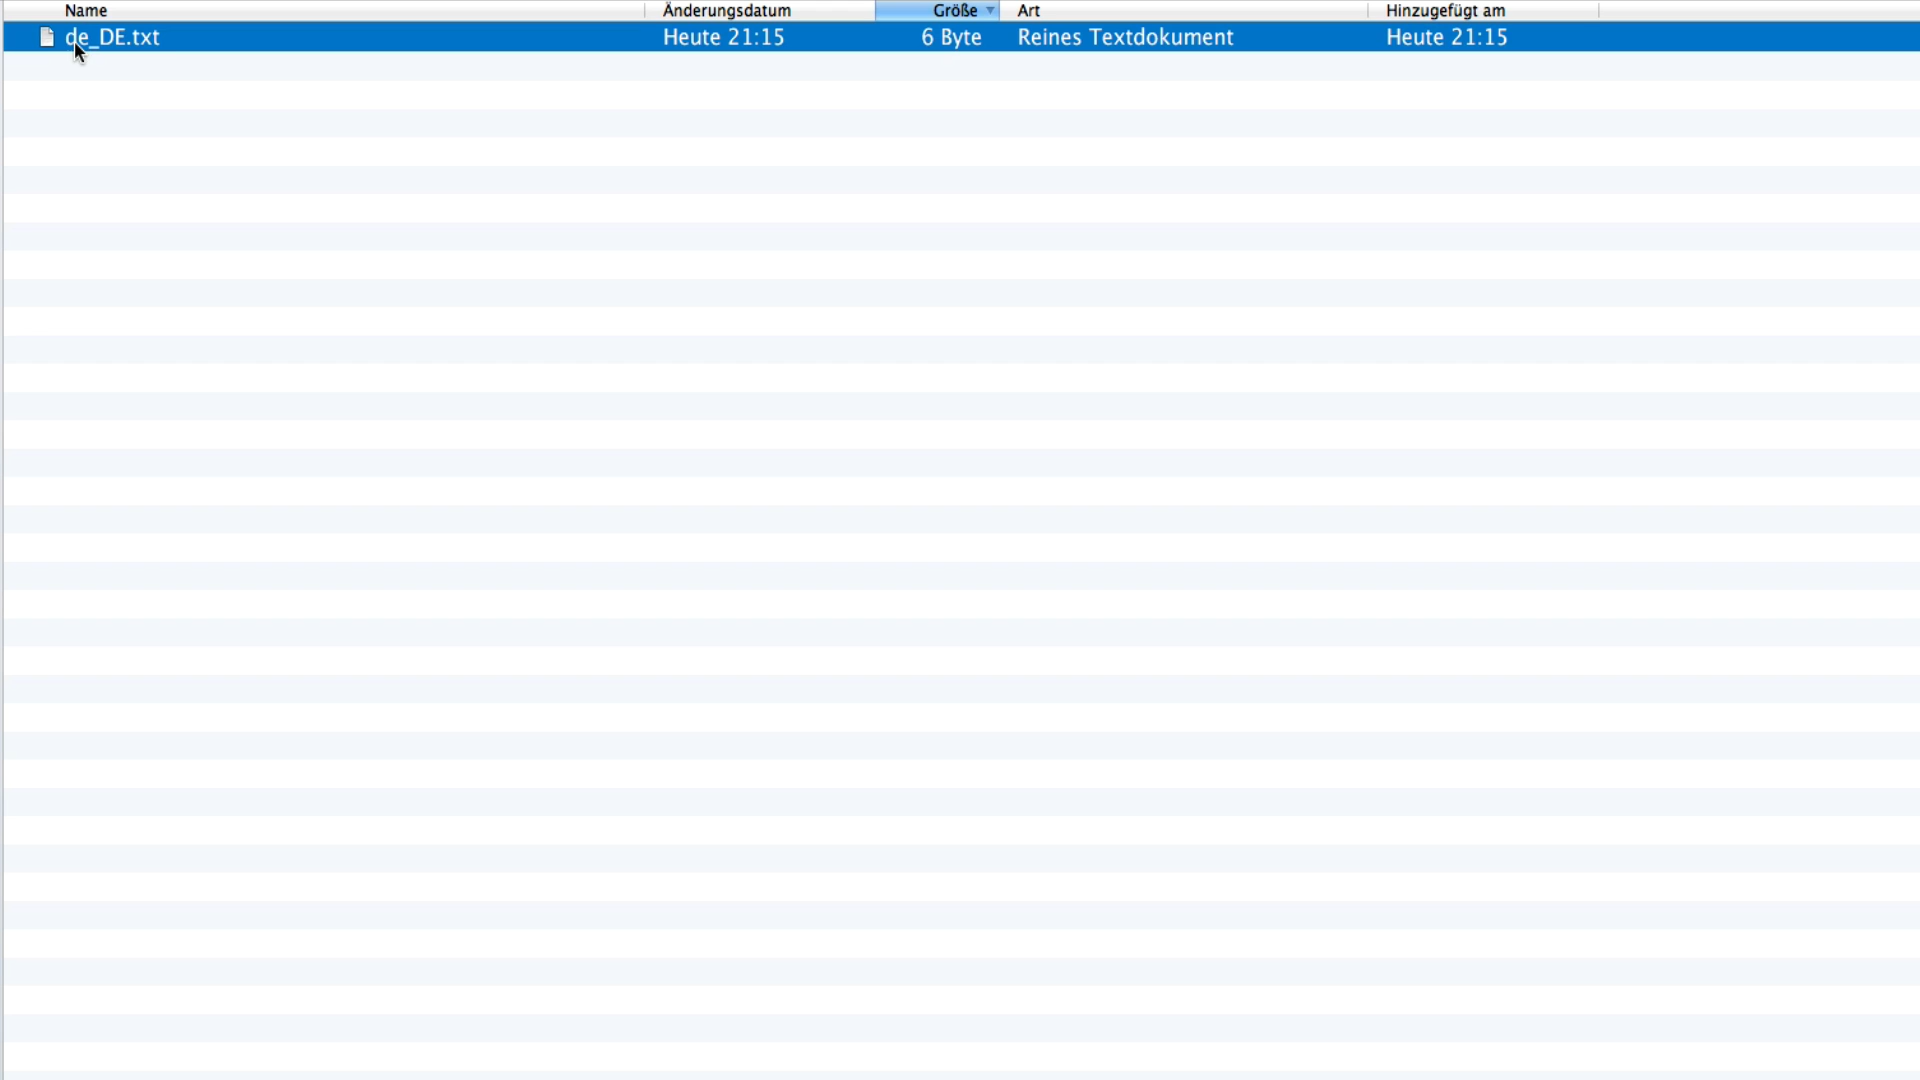 Name Änderungsdatum Größe Art Hinzugefügt am
de_DE.txt Heute 21:15 6 Byte Reines Textdokument Heute 21:15